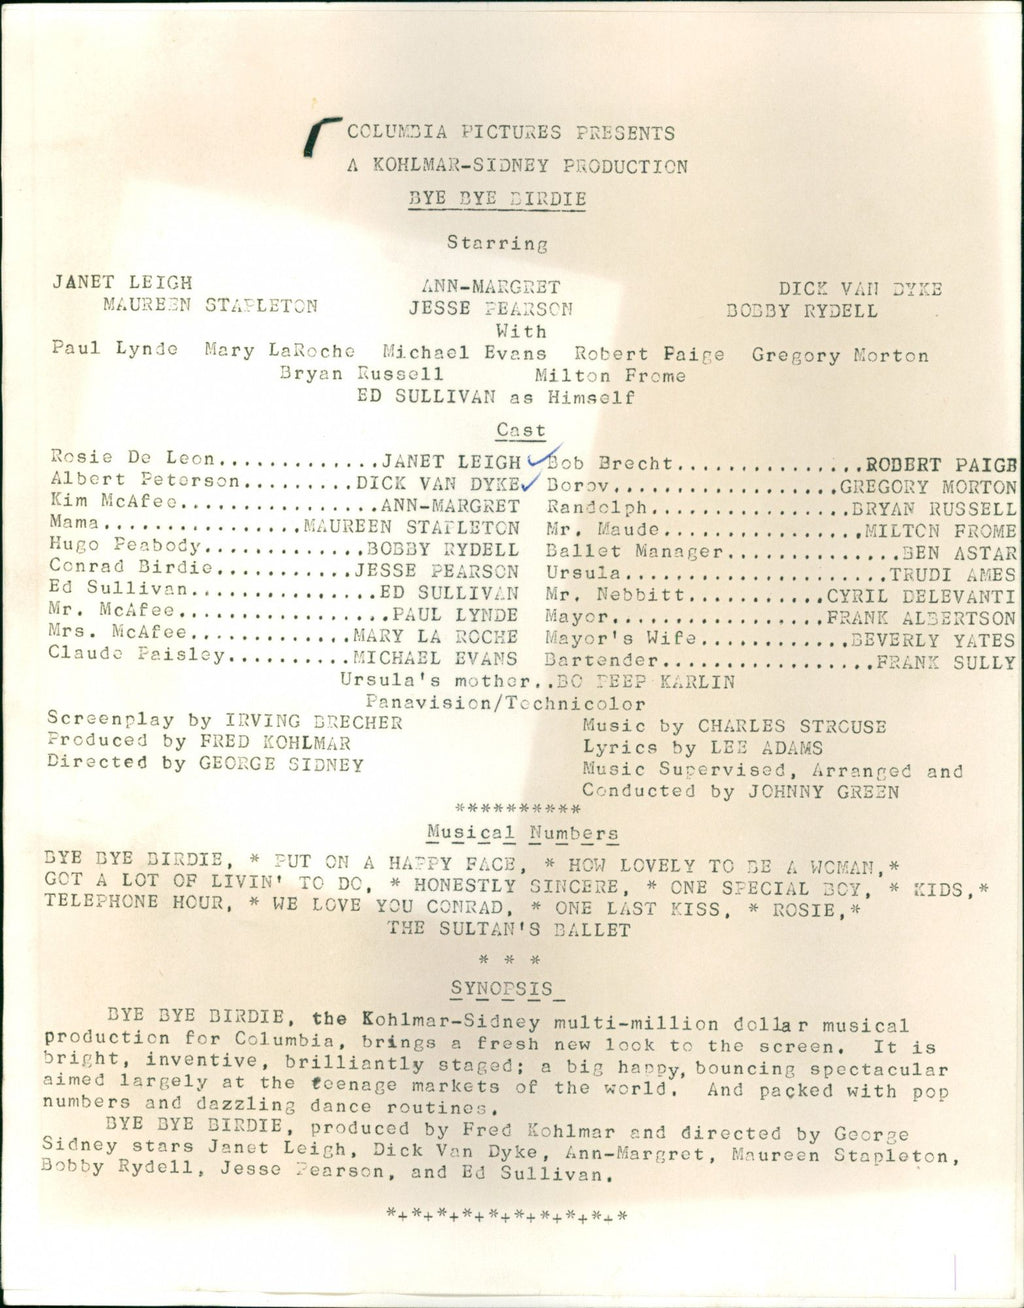 COLUMBIA PICTURES PRESENTS
A KOHLMAR-SIDNEY PRODUCTION
BYE BYE BIRDIE
Starring
JANET LEIGH ANN-MARGRET DICK VAN DYKE
MAUREEN STAPLETON JESSE PEARSON BOBBY RYDELL
With
Paul Lynde Mary LaRoche Michael Evans Robert Paige Gregory Morton
Bryan Russell Milton Frome
ED SULLIVAN as Himself
Cast
Rosie De Leon.............JANET LEIGH ✓ Bob Brecht...............ROBERT PAIGE
Albert Peterson.........DICK VAN DYKE ✓ Borov..................GREGORY MORTON
Kim McAfee................ANN-MARGRET Randolph................BRYAN RUSSELL
Mama................MAUREEN STAPLETON Mr. Maude................MILTON FROME
Hugo Peabody.............BOBBY RYDELL Ballet Manager..............BEN ASTAR
Conrad Birdie...........JESSE PEARSON Ursula.....................TRUDI AMES
Ed Sullivan...............ED SULLIVAN Mr. Nebbitt...........CYRIL DELEVANTI
Mr. McAfee.................PAUL LYNDE Mayor.................FRANK ALBERTSON
Mrs. McAfee.............MARY LA ROCHE Mayor's Wife............BEVERLY YATES
Claude Paisley..........MICHAEL EVANS Bartender.................FRANK SULLY
Ursula's mother..BO PEEP KARLIN
Panavision/Technicolor
Screenplay by IRVING BRECHER Music by CHARLES STROUSE
Produced by FRED KOHLMAR Lyrics by LEE ADAMS
Directed by GEORGE SIDNEY Music Supervised, Arranged and
Conducted by JOHNNY GREEN
**********
Musical Numbers
BYE BYE BIRDIE, * PUT ON A HAPPY FACE, * HOW LOVELY TO BE A WOMAN,*
GOT A LOT OF LIVIN' TO DO, * HONESTLY SINCERE, * ONE SPECIAL BOY, * KIDS,*
TELEPHONE HOUR, * WE LOVE YOU CONRAD, * ONE LAST KISS, * ROSIE,*
THE SULTAN'S BALLET
* * *
SYNOPSIS
BYE BYE BIRDIE, the Kohlmar-Sidney multi-million dollar musical
production for Columbia, brings a fresh new look to the screen. It is
bright, inventive, brilliantly staged; a big happy, bouncing spectacular
aimed largely at the teenage markets of the world. And packed with pop
numbers and dazzling dance routines.
BYE BYE BIRDIE, produced by Fred Kohlmar and directed by George
Sidney stars Janet Leigh, Dick Van Dyke, Ann-Margret, Maureen Stapleton,
Bobby Rydell, Jesse Pearson, and Ed Sullivan.
*+*+*+*+*+*+*+*+*+*